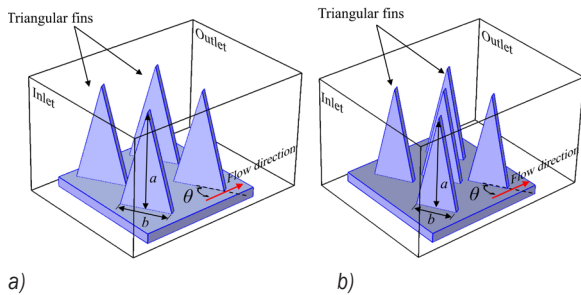 Triangular fins
Outlet
Inlet
a
b
θ
Flow direction
a)
Triangular fins
Outlet
Inlet
a
b
θ
Flow direction
b)